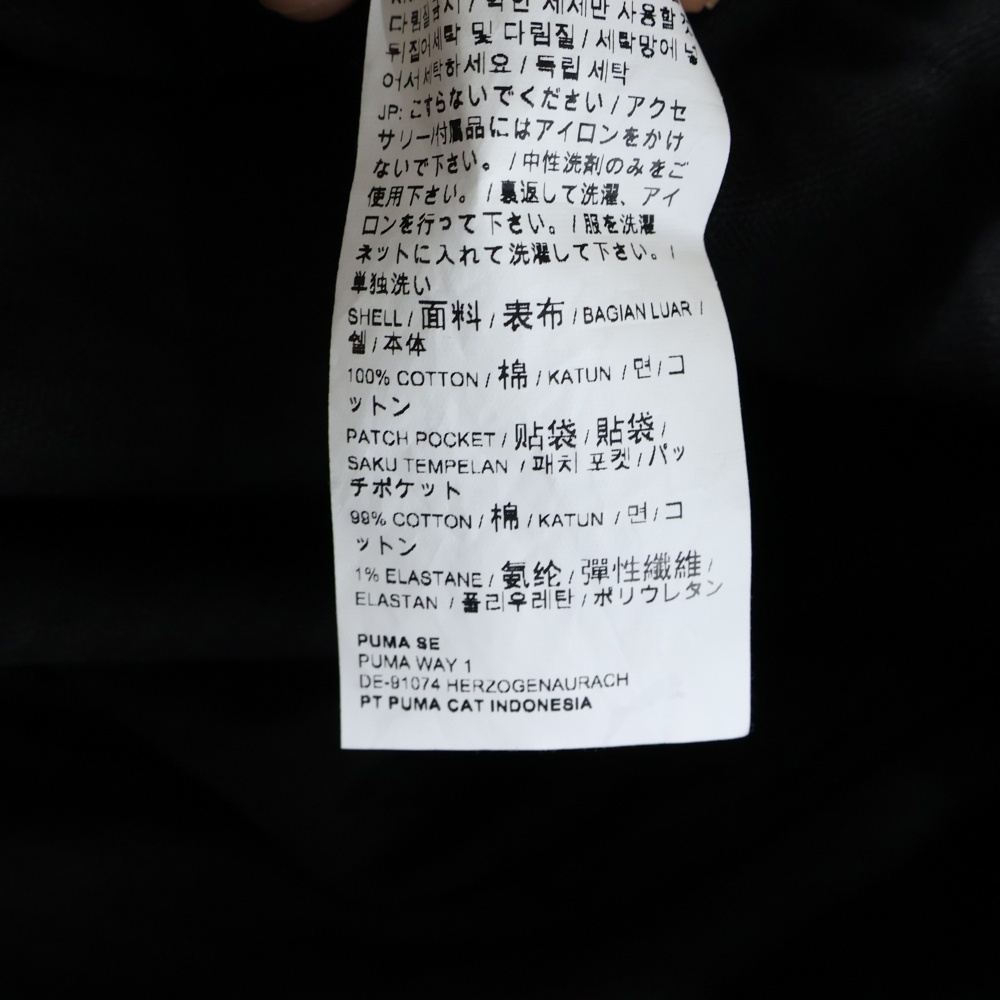 다림질금지 / 약한 세제만 사용할 것
뒤/집어세탁 및 다림질 / 세탁망에 넣
어서 세탁하세요 / 독립 세탁
JP: こすらないでください / アクセ
サリー/付属品にはアイロンをかけ
ないで下さい。 / 中性洗剤のみをご
使用下さい。 / 裏返して洗濯、アイ
ロンを行って下さい。 / 服を洗濯
ネットに入れて洗濯して下さい。 /
単独洗い
SHELL / 面料 / 表布 / BAGIAN LUAR /
쉘 / 本体
100% COTTON / 棉 / KATUN / 면 / コ
ットン
PATCH POCKET / 贴袋 / 貼袋 /
SAKU TEMPELAN / 패치 포켓 / パッ
チポケット
99% COTTON / 棉 / KATUN / 면 / コ
ットン
1% ELASTANE / 氨纶 / 彈性纖維 /
ELASTAN / 폴리우레탄 / ポリウレタン
PUMA SE
PUMA WAY 1
DE-91074 HERZOGENAURACH
PT PUMA CAT INDONESIA